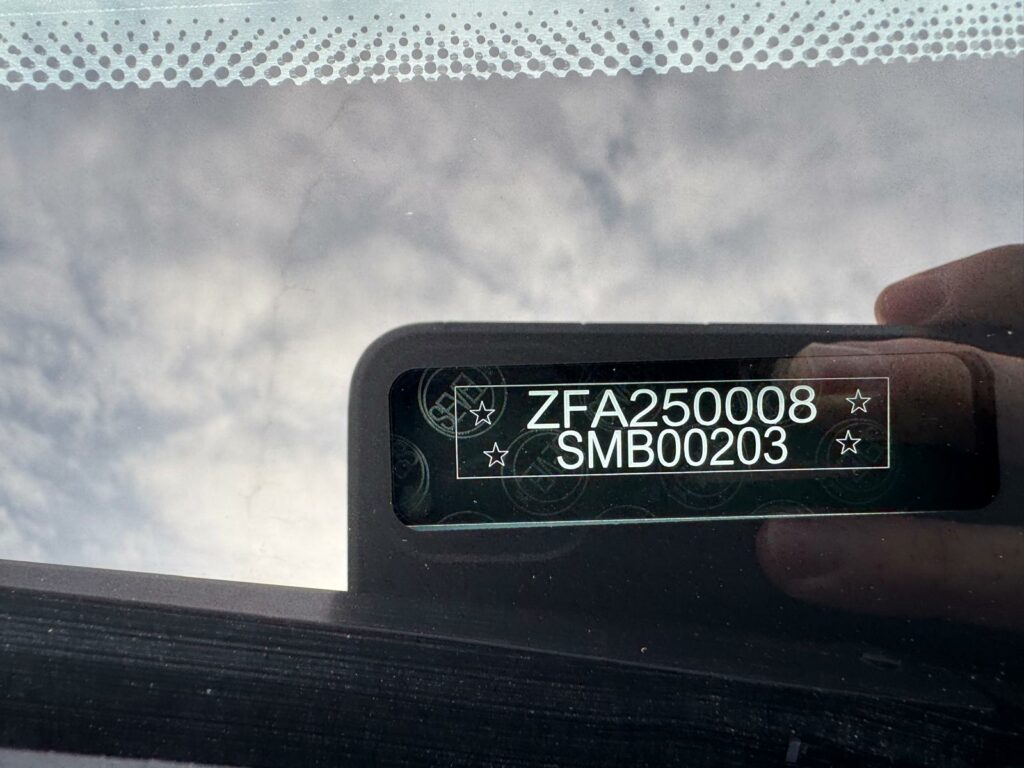 ☆ ZFA250008 ☆
☆ SMB00203 ☆